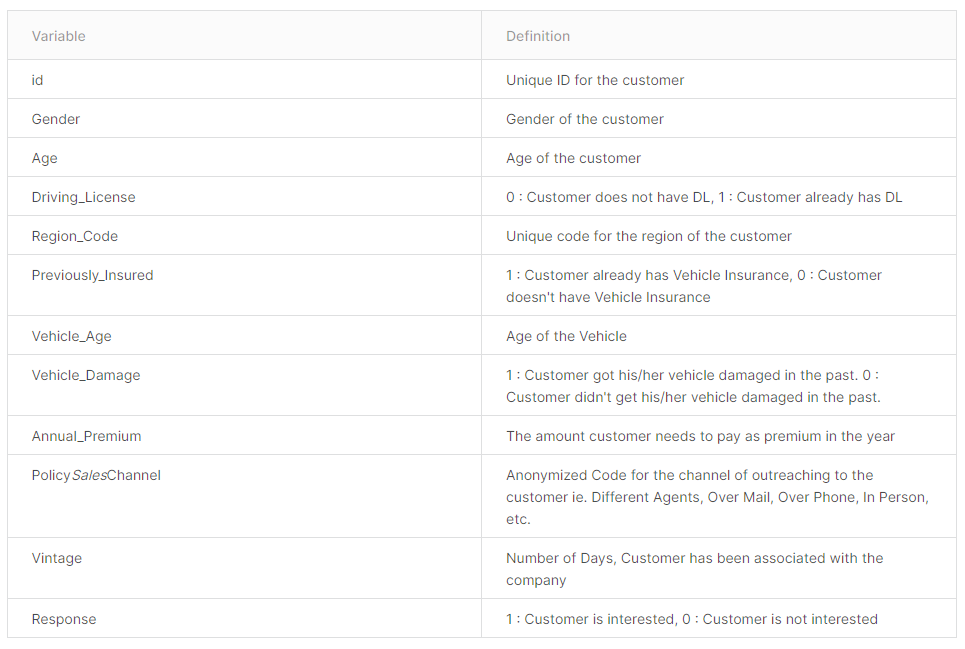 Variable Definition
id Unique ID for the customer
Gender Gender of the customer
Age Age of the customer
Driving_License 0 : Customer does not have DL, 1 : Customer already has DL
Region_Code Unique code for the region of the customer
Previously_Insured 1 : Customer already has Vehicle Insurance, 0 : Customer
doesn't have Vehicle Insurance
Vehicle_Age Age of the Vehicle
Vehicle_Damage 1 : Customer got his/her vehicle damaged in the past. 0 :
Customer didn't get his/her vehicle damaged in the past.
Annual_Premium The amount customer needs to pay as premium in the year
PolicySalesChannel Anonymized Code for the channel of outreaching to the
customer ie. Different Agents, Over Mail, Over Phone, In Person,
etc.
Vintage Number of Days, Customer has been associated with the
company
Response 1 : Customer is interested, 0 : Customer is not interested